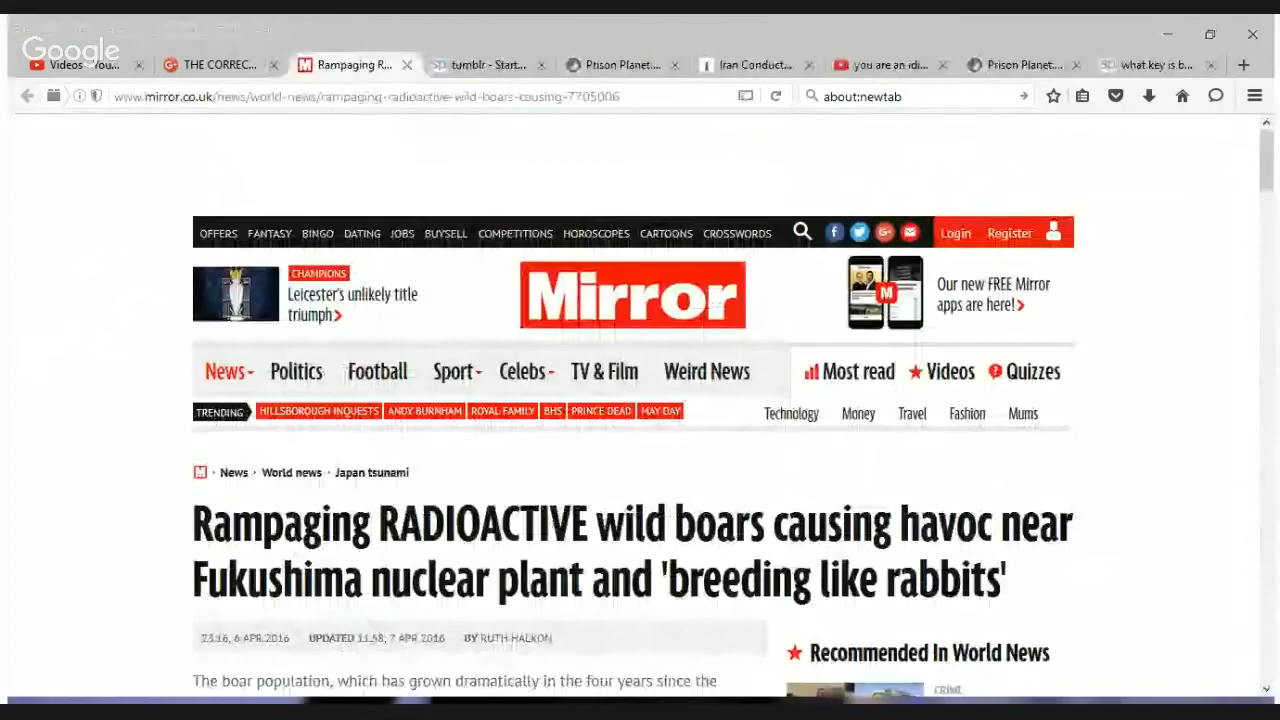 Google
Videos - You...
THE CORREC...
Rampaging R...
tumblr - Start...
Prison Planet....
Iran Conduct...
you are an idi...
Prison Planet....
what key is b...
www.mirror.co.uk/news/world-news/rampaging-radioactive-wild-boars-causing-7705006
about:newtab
OFFERS FANTASY BINGO DATING JOBS BUYSELL COMPETITIONS HOROSCOPES CARTOONS CROSSWORDS
Login Register
CHAMPIONS
Leicester's unlikely title
triumph
Mirror
M
Our new FREE Mirror
apps are here!
News Politics Football Sport Celebs TV & Film Weird News
Most read Videos Quizzes
TRENDING HILLSBOROUGH INQUESTS ANDY BURNHAM ROYAL FAMILY BHS PRINCE DEAD MAY DAY
Technology Money Travel Fashion Mums
News World news Japan tsunami
Rampaging RADIOACTIVE wild boars causing havoc near
Fukushima nuclear plant and 'breeding like rabbits'
23:16, 6 APR 2016 UPDATED 11:58, 7 APR 2016 BY RUTH HALKON
Recommended In World News
The boar population, which has grown dramatically in the four years since the
CRIME